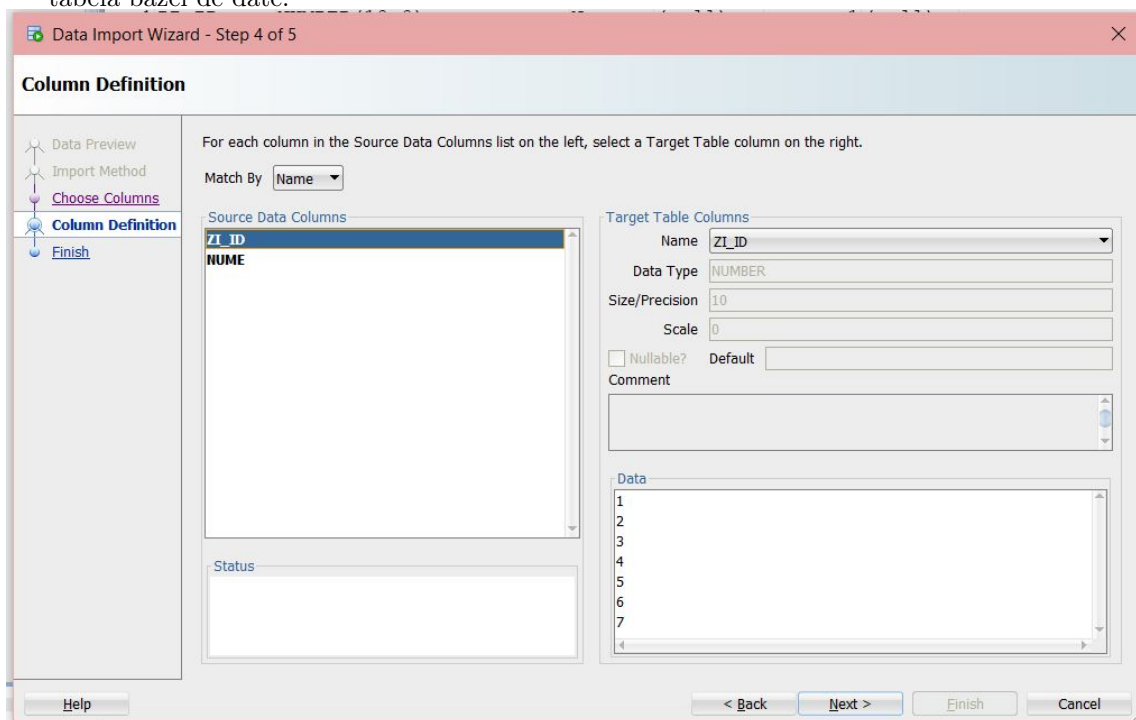 tabela bazei de date.
Data Import Wizard - Step 4 of 5
Column Definition
Data Preview
Import Method
Choose Columns
Column Definition
Finish
For each column in the Source Data Columns list on the left, select a Target Table column on the right.
Match By Name
Source Data Columns
ZI_ID
NUME
Status
Target Table Columns
Name ZI_ID
Data Type NUMBER
Size/Precision 10
Scale 0
Nullable? Default
Comment
Data
1
2
3
4
5
6
7
Help
< Back Next > Finish Cancel